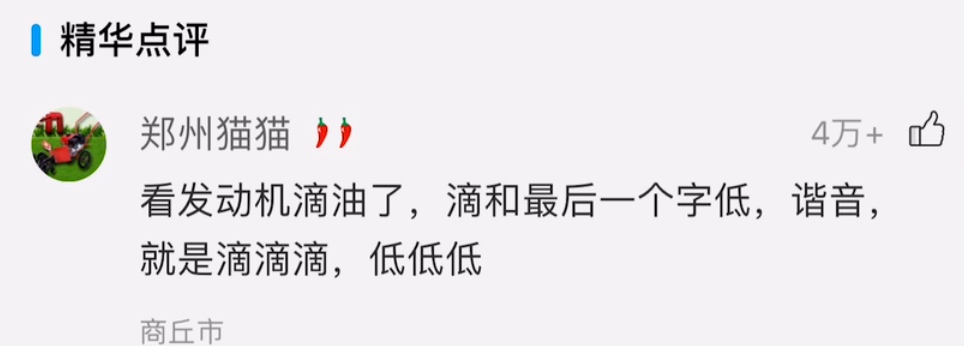 精华点评
郑州猫猫🌶️🌶️
4万+
看发动机滴油了，滴和最后一个字低，谐音，
就是滴滴滴，低低低
商丘市